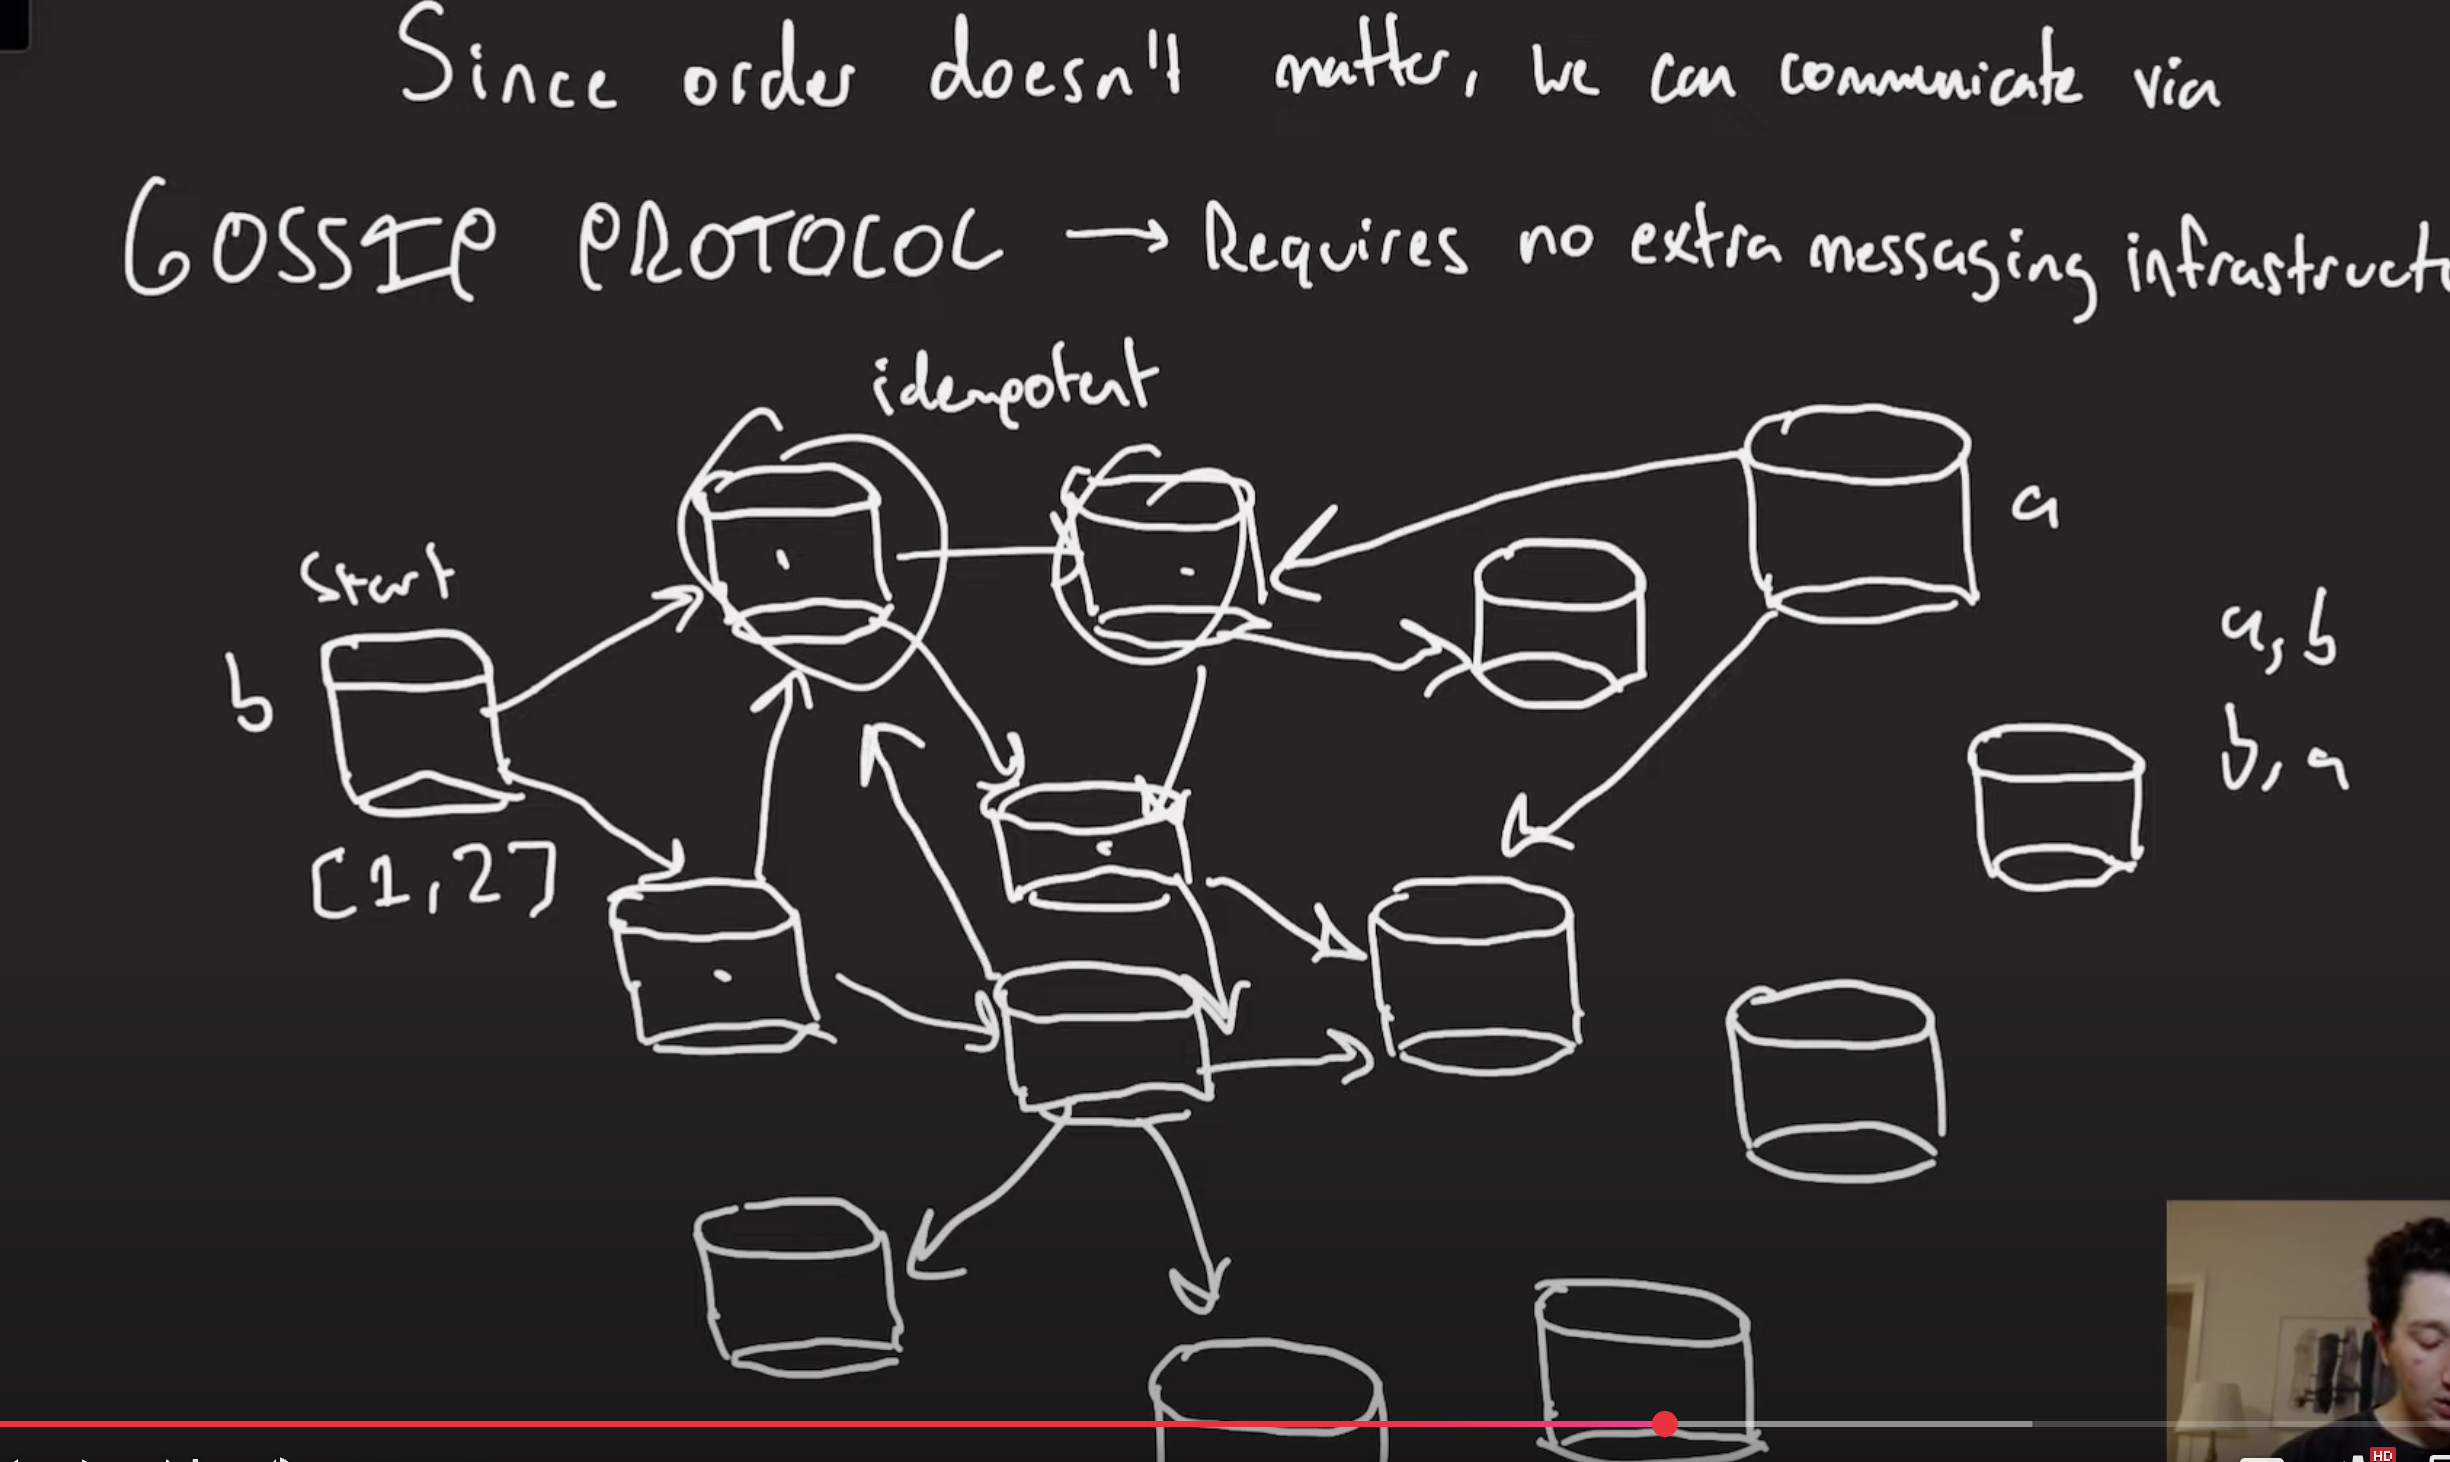 Since order doesn't matter, we can communicate via
GOSSIP PROTOCOL → Requires no extra messaging infrastruct
idempotent
a
start
a, b
b
b, a
[1, 2]
HD